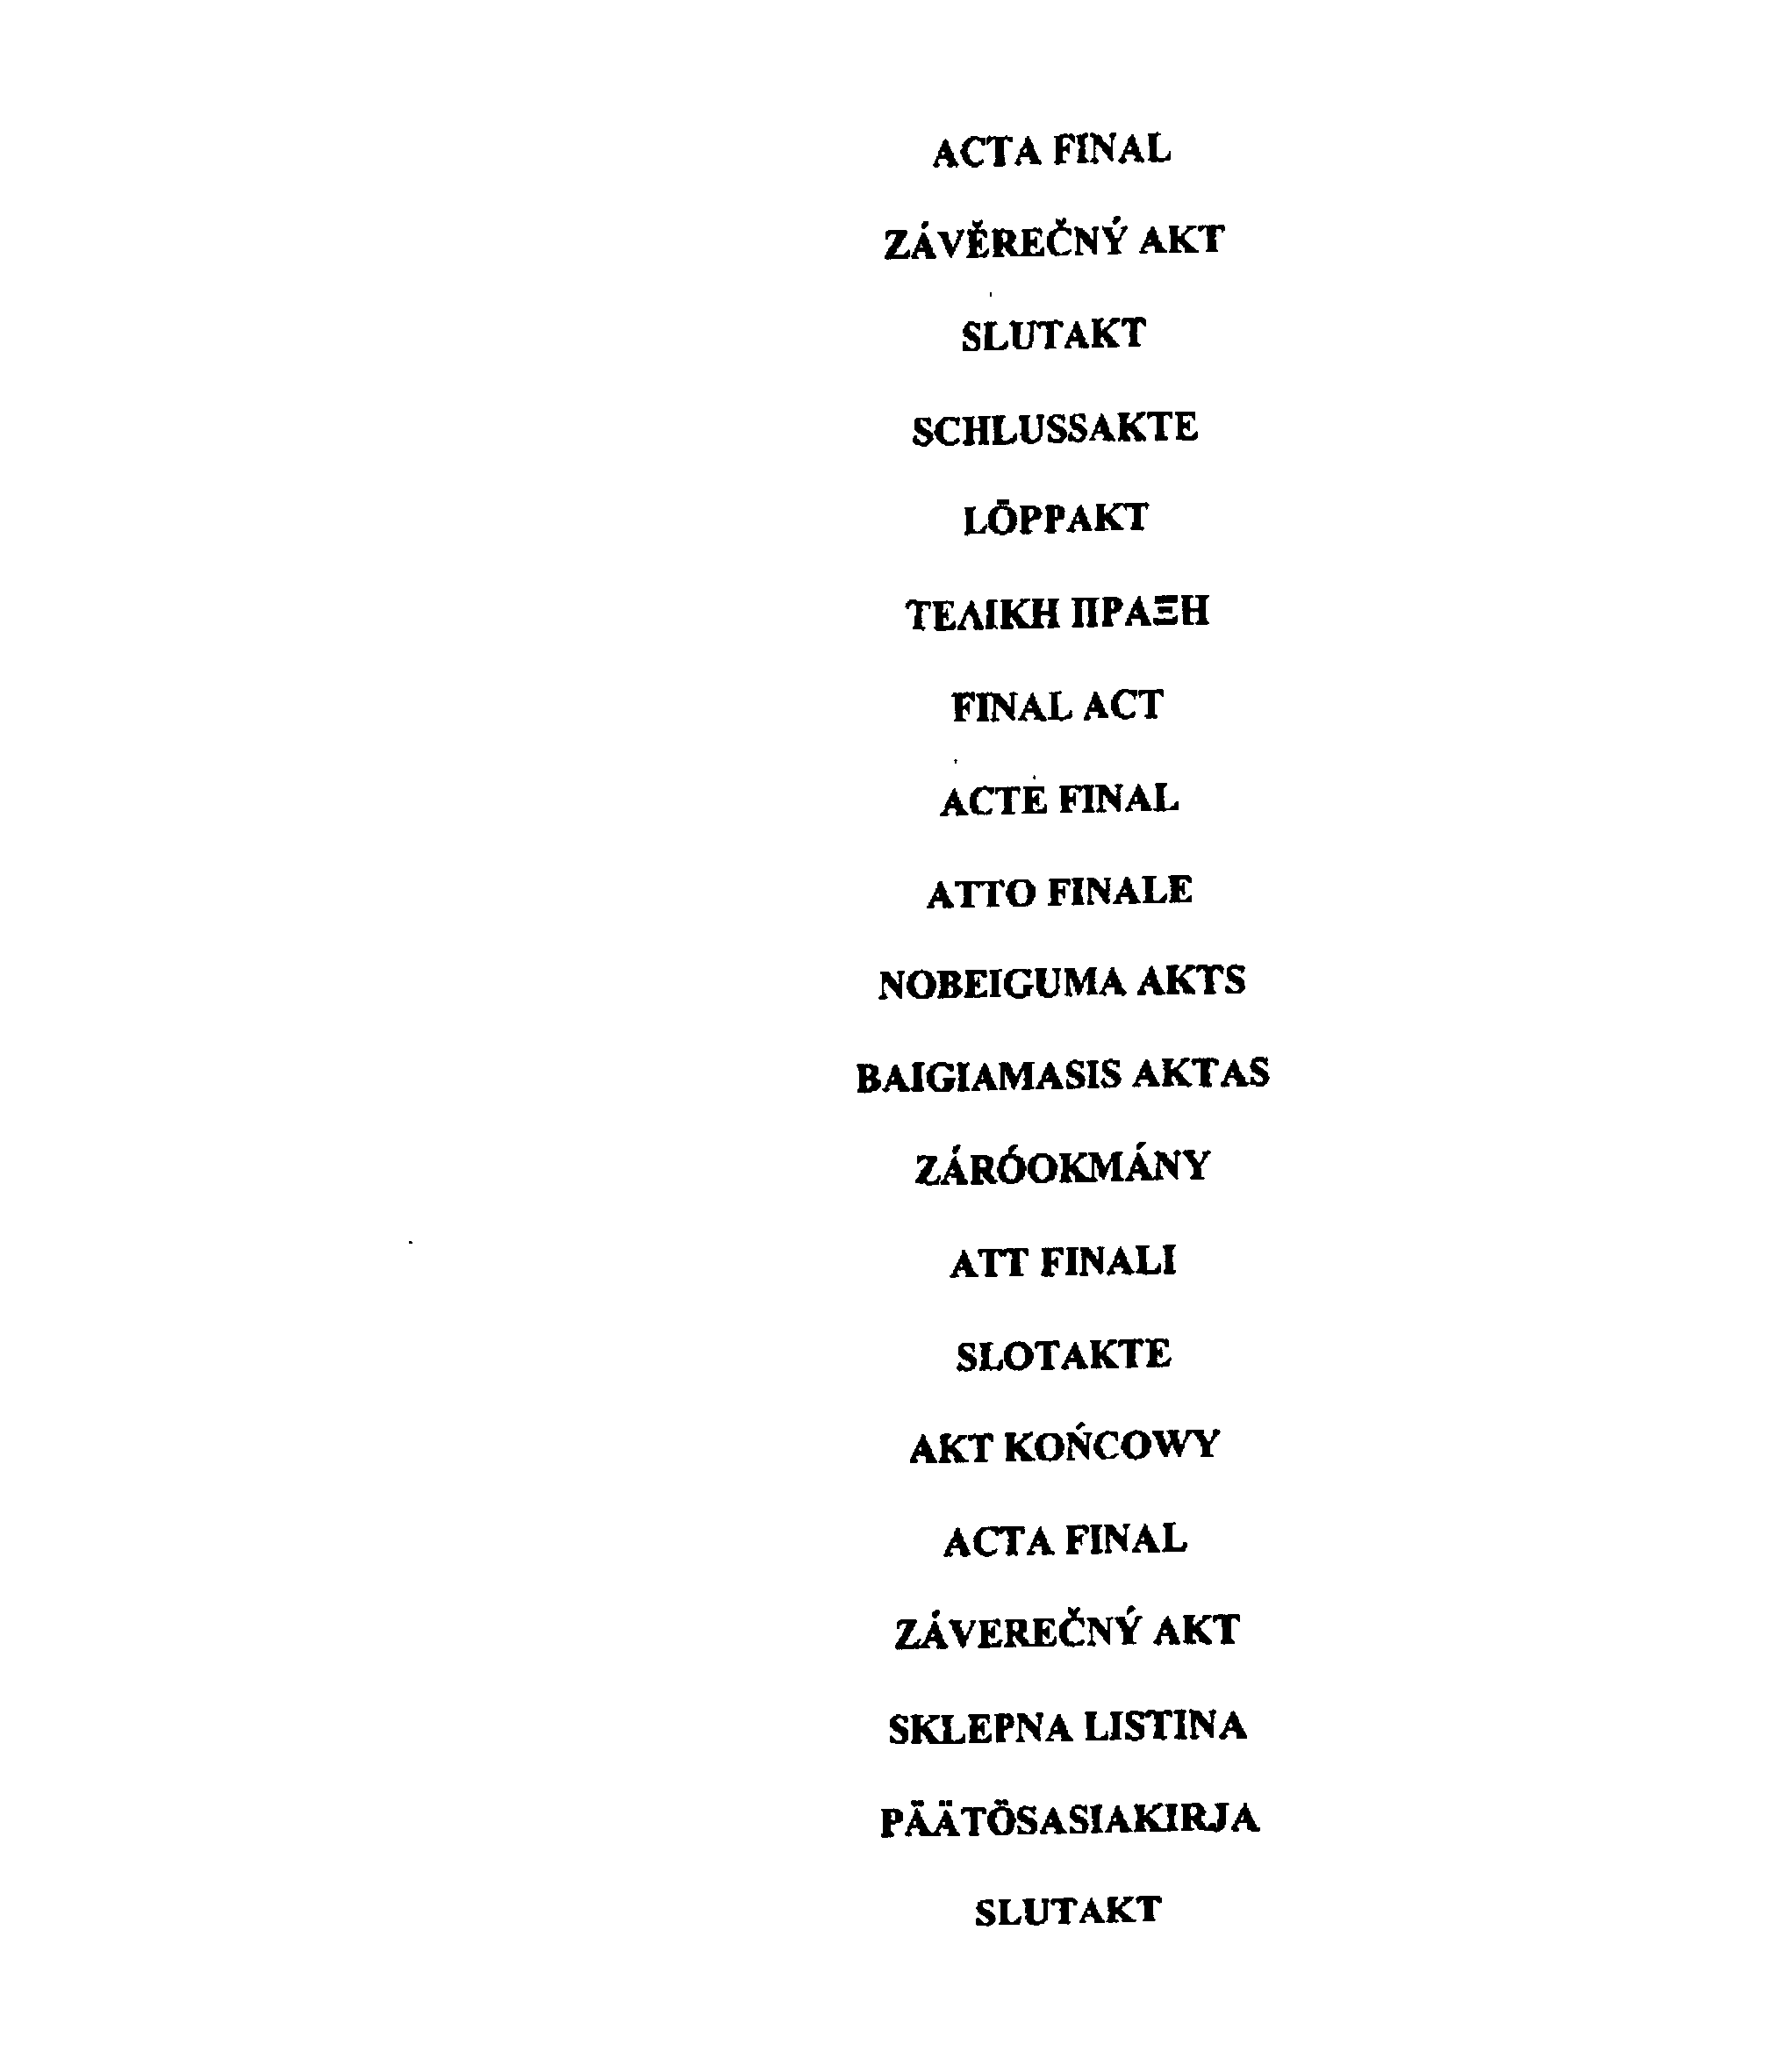 ACTA FINAL
ZÁVĚREČNÝ AKT
SLUTAKT
SCHLUSSAKTE
LÕPPAKT
ΤΕΛΙΚΗ ΠΡΑΞΗ
FINAL ACT
ACTE FINAL
ATTO FINALE
NOBEIGUMA AKTS
BAIGIAMASIS AKTAS
ZÁRÓOKMÁNY
ATT FINALI
SLOTAKTE
AKT KOŃCOWY
ACTA FINAL
ZÁVEREČNÝ AKT
SKLEPNA LISTINA
PÄÄTÖSASIAKIRJA
SLUTAKT